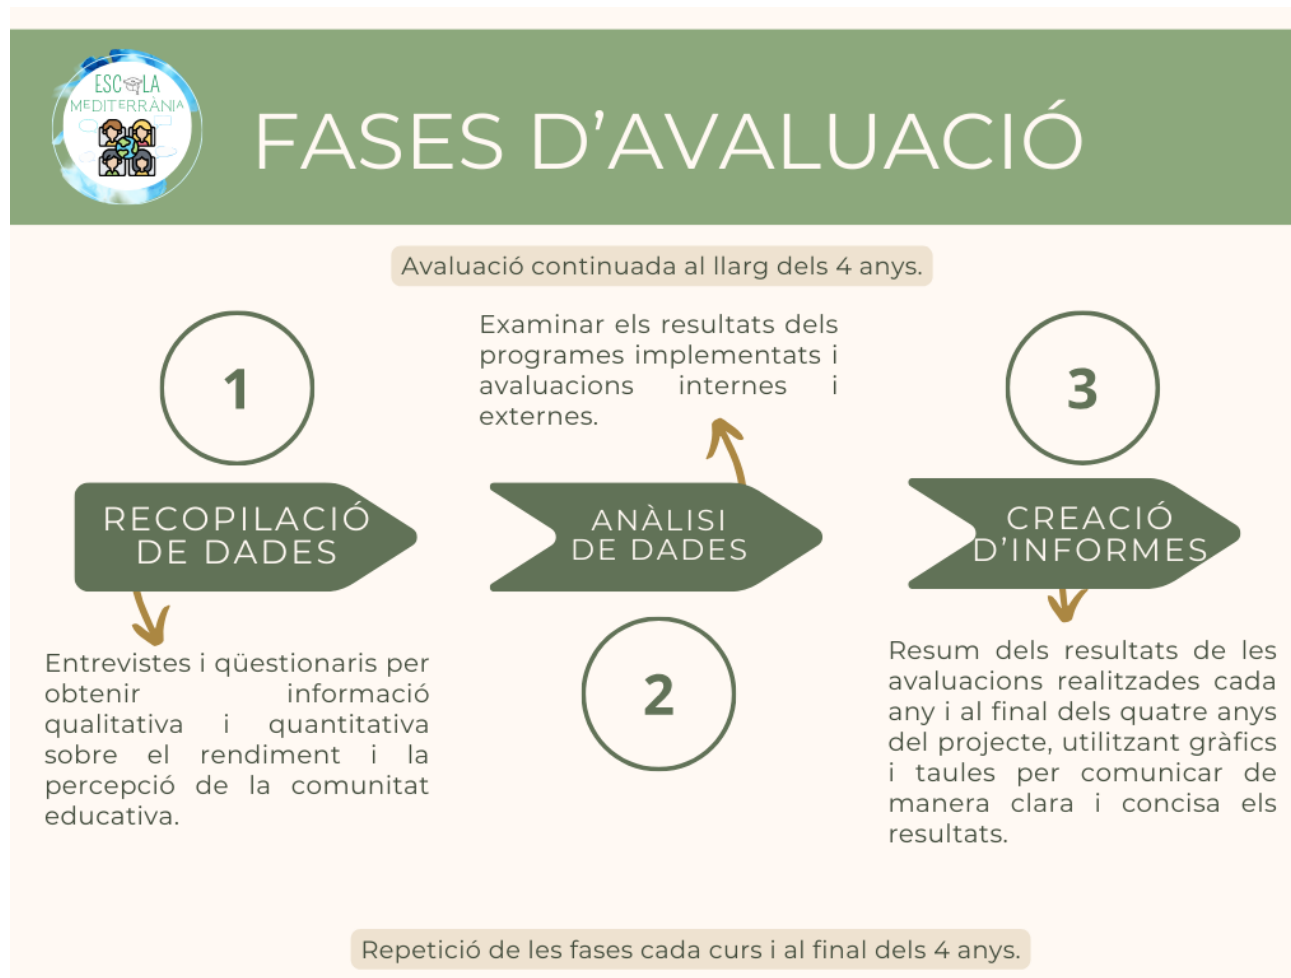 ESCOLA
MEDITERRÀNIA
FASES D’AVALUACIÓ
Avaluació continuada al llarg dels 4 anys.
1
RECOPILACIÓ
DE DADES
Entrevistes i qüestionaris per
obtenir informació
qualitativa i quantitativa
sobre el rendiment i la
percepció de la comunitat
educativa.
Examinar els resultats dels
programes implementats i
avaluacions internes i
externes.
ANÀLISI
DE DADES
2
3
CREACIÓ
D’INFORMES
Resum dels resultats de les
avaluacions realitzades cada
any i al final dels quatre anys
del projecte, utilitzant gràfics
i taules per comunicar de
manera clara i concisa els
resultats.
Repetició de les fases cada curs i al final dels 4 anys.